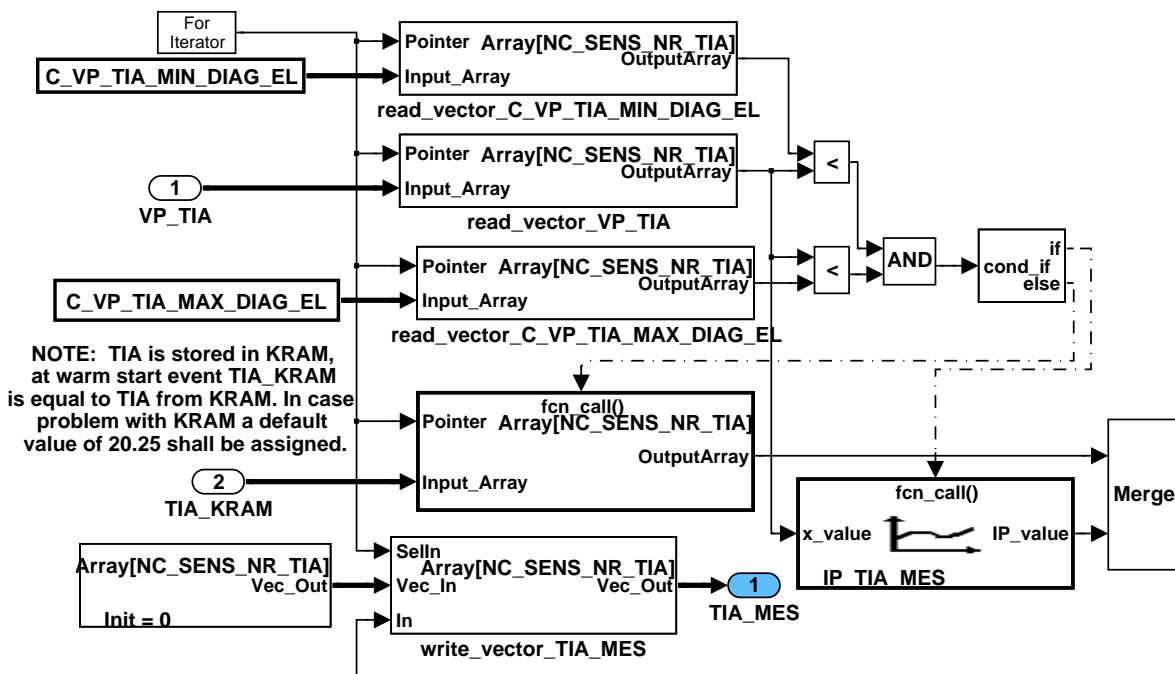 For
Iterator
Pointer
Array[NC_SENS_NR_TIA]
OutputArray
Input_Array
read_vector_C_VP_TIA_MIN_DIAG_EL
C_VP_TIA_MIN_DIAG_EL
Pointer
Array[NC_SENS_NR_TIA]
OutputArray
Input_Array
read_vector_VP_TIA
1
VP_TIA
<
Pointer
Array[NC_SENS_NR_TIA]
OutputArray
Input_Array
read_vector_C_VP_TIA_MAX_DIAG_EL
C_VP_TIA_MAX_DIAG_EL
<
AND
if
cond_if
else
NOTE: TIA is stored in KRAM,
at warm start event TIA_KRAM
is equal to TIA from KRAM. In case
problem with KRAM a default
value of 20.25 shall be assigned.
fcn_call()
Pointer
Array[NC_SENS_NR_TIA]
OutputArray
Input_Array
2
TIA_KRAM
fcn_call()
x_value
IP_value
IP_TIA_MES
Merge
Array[NC_SENS_NR_TIA]
Vec_Out
Init = 0
SelIn
Array[NC_SENS_NR_TIA]
Vec_In
Vec_Out
In
write_vector_TIA_MES
1
TIA_MES